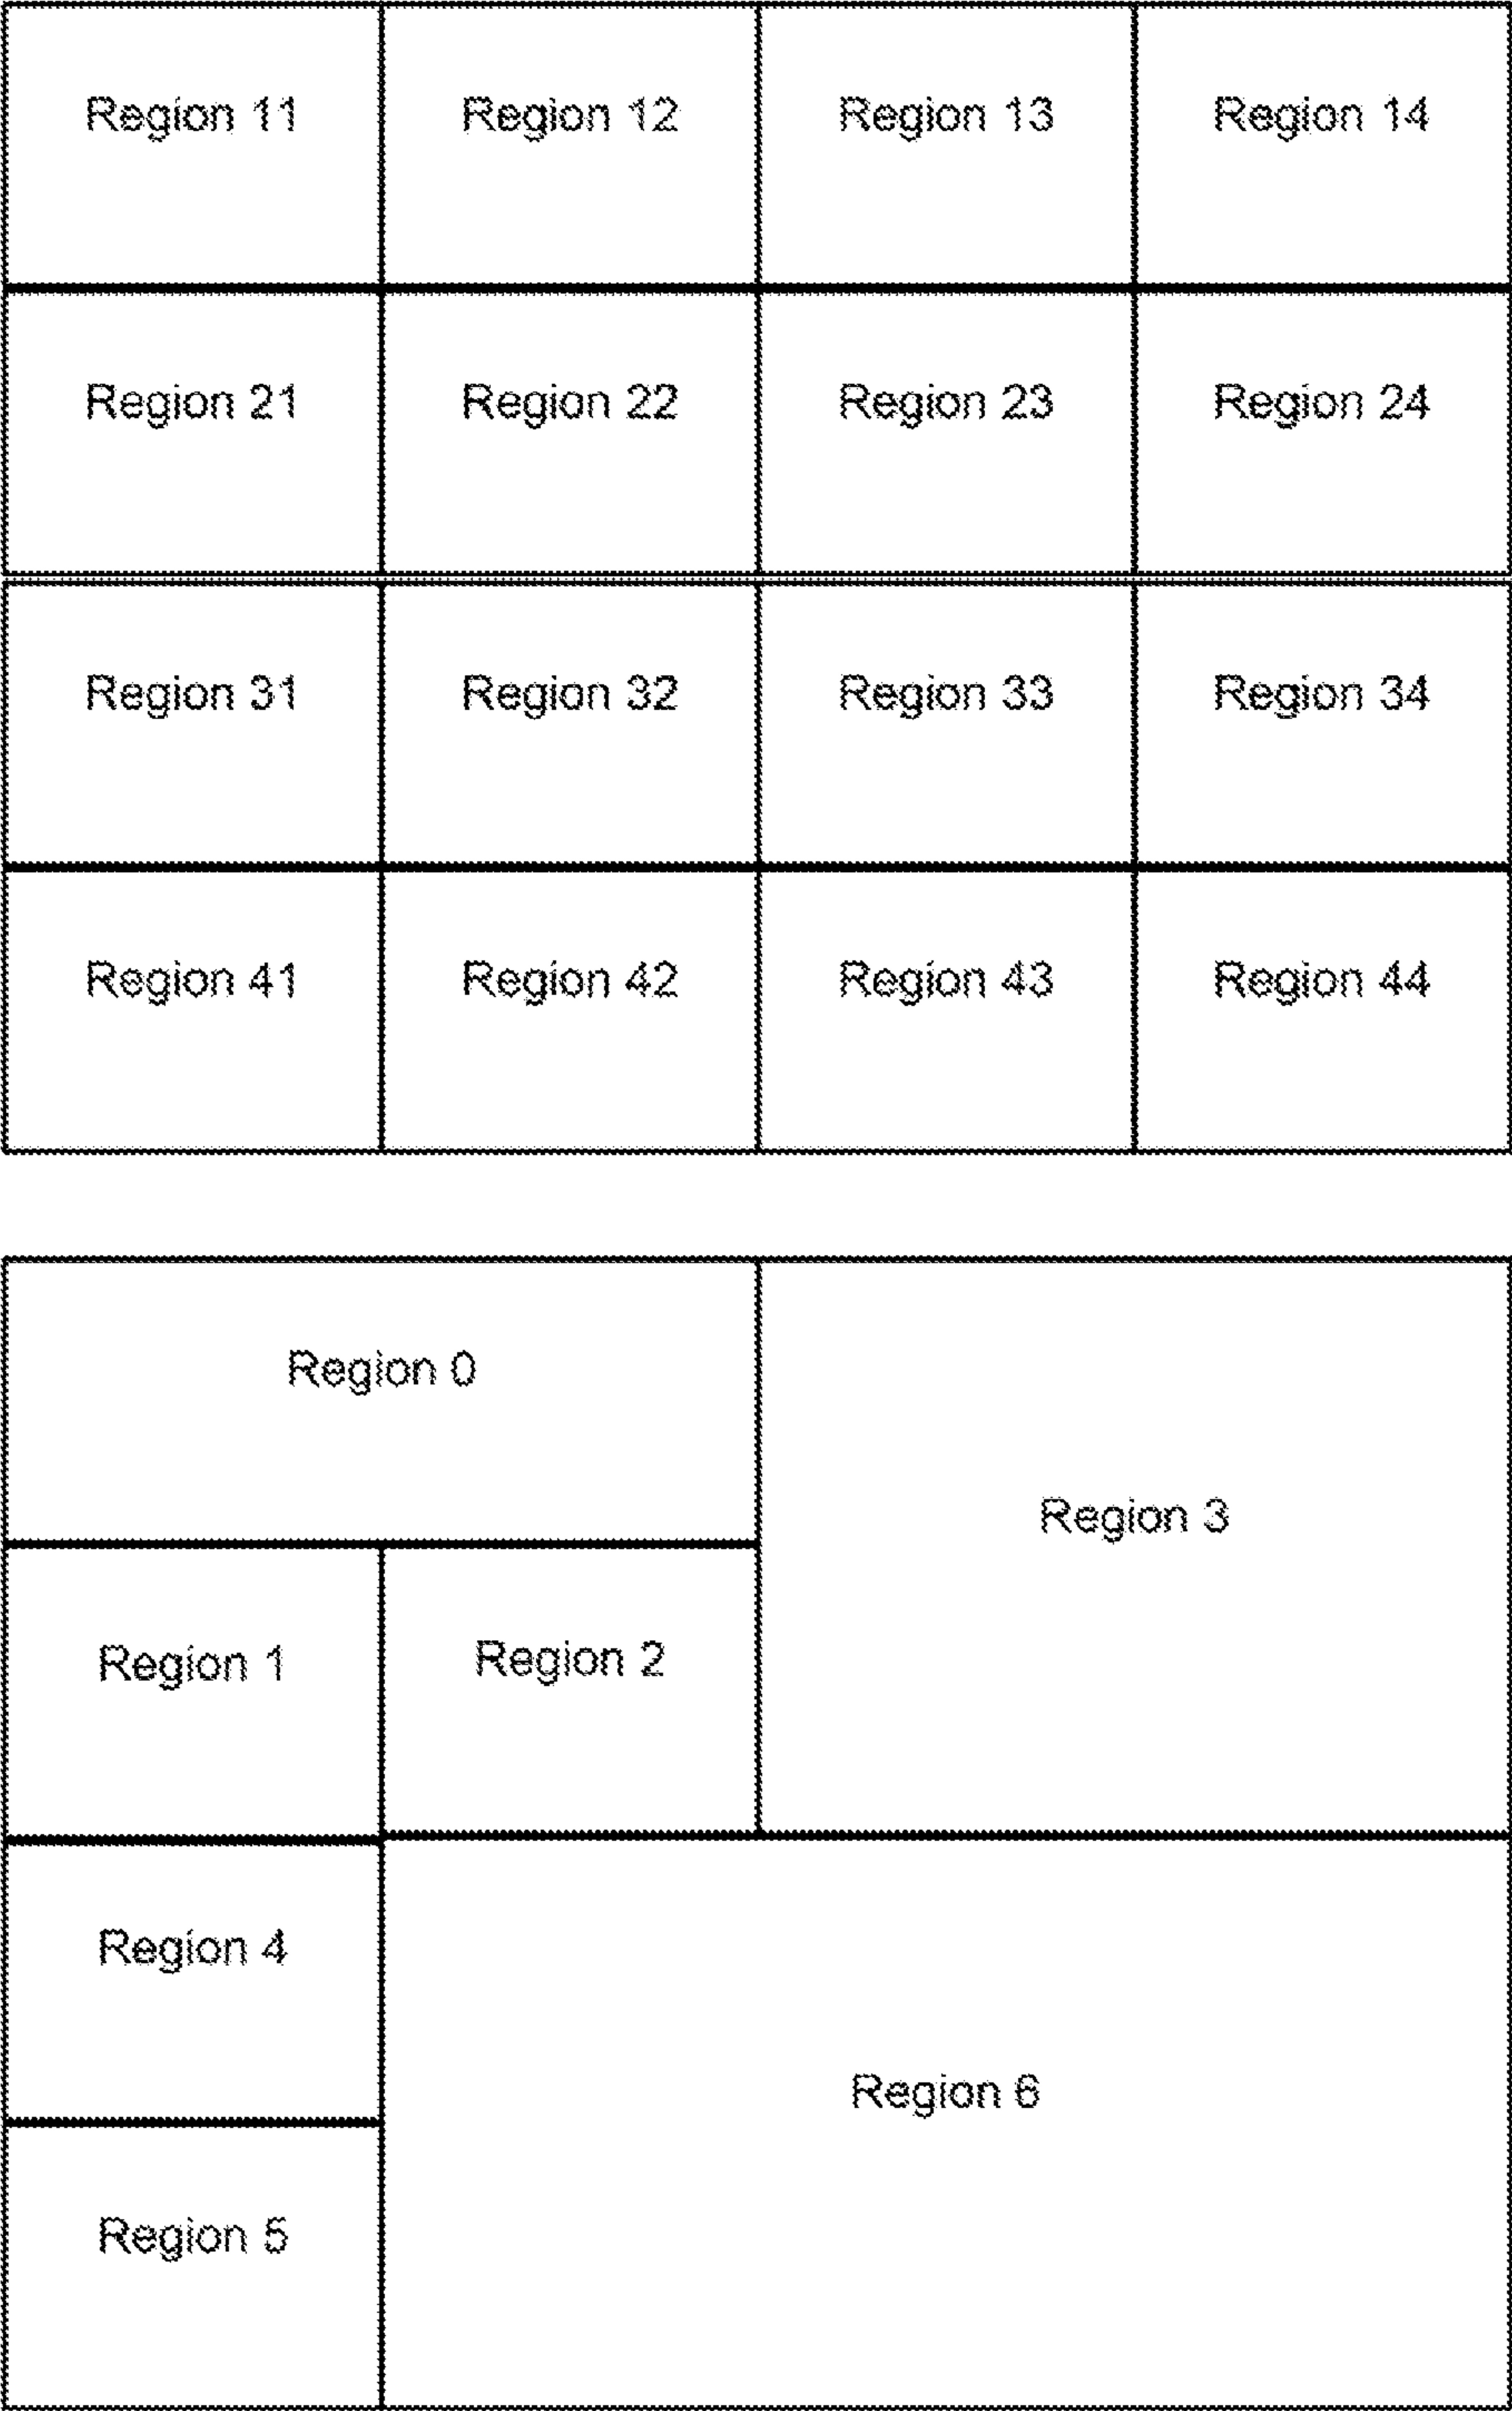 Region 11 Region 12 Region 13 Region 14
Region 21 Region 22 Region 23 Region 24
Region 31 Region 32 Region 33 Region 34
Region 41 Region 42 Region 43 Region 44
Region 0
Region 3
Region 1 Region 2
Region 4
Region 6
Region 5